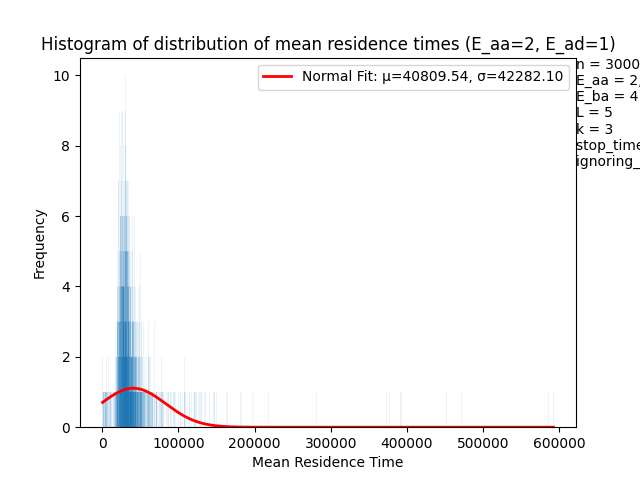 Histogram of distribution of mean residence times (E_aa=2, E_ad=1)
Normal Fit: μ=40809.54, σ=42282.10
n = 3000
E_aa = 2,
E_ba = 4
L = 5
k = 3
stop_time
ignoring_
Frequency
10
8
6
4
2
0
0 100000 200000 300000 400000 500000 600000
Mean Residence Time